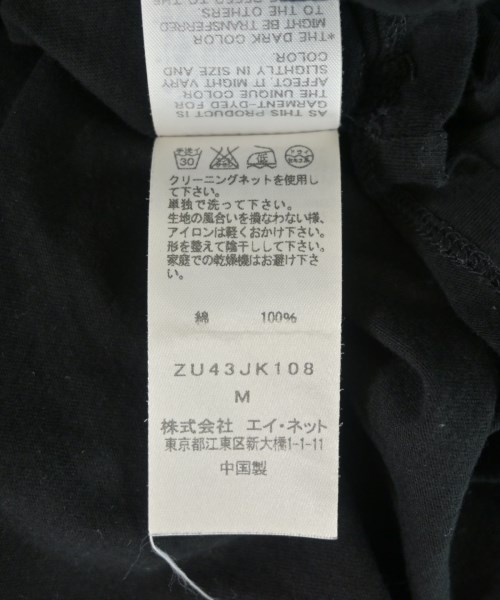 AS THIS PRODUCT IS
GARMENT-DYED FOR
THE UNIQUE COLOR
AFFECT, IT MIGHT VARY
SLIGHTLY IN SIZE AND
COLOR.
*THE DARK COLOR
MIGHT BE TRANSFERRED
TO THE OTHERS.
手洗イ
30
低
クリーニングネットを使用し
て下さい。
単独で洗って下さい。
生地の風合いを損なわない様、
アイロンは軽くおかけ下さい。
形を整えて陰干しして下さい。
家庭での乾燥機はお避け下さ
い。
綿 100%
ZU43JK108
M
株式会社 エイ・ネット
東京都江東区新大橋1-1-11
中国製